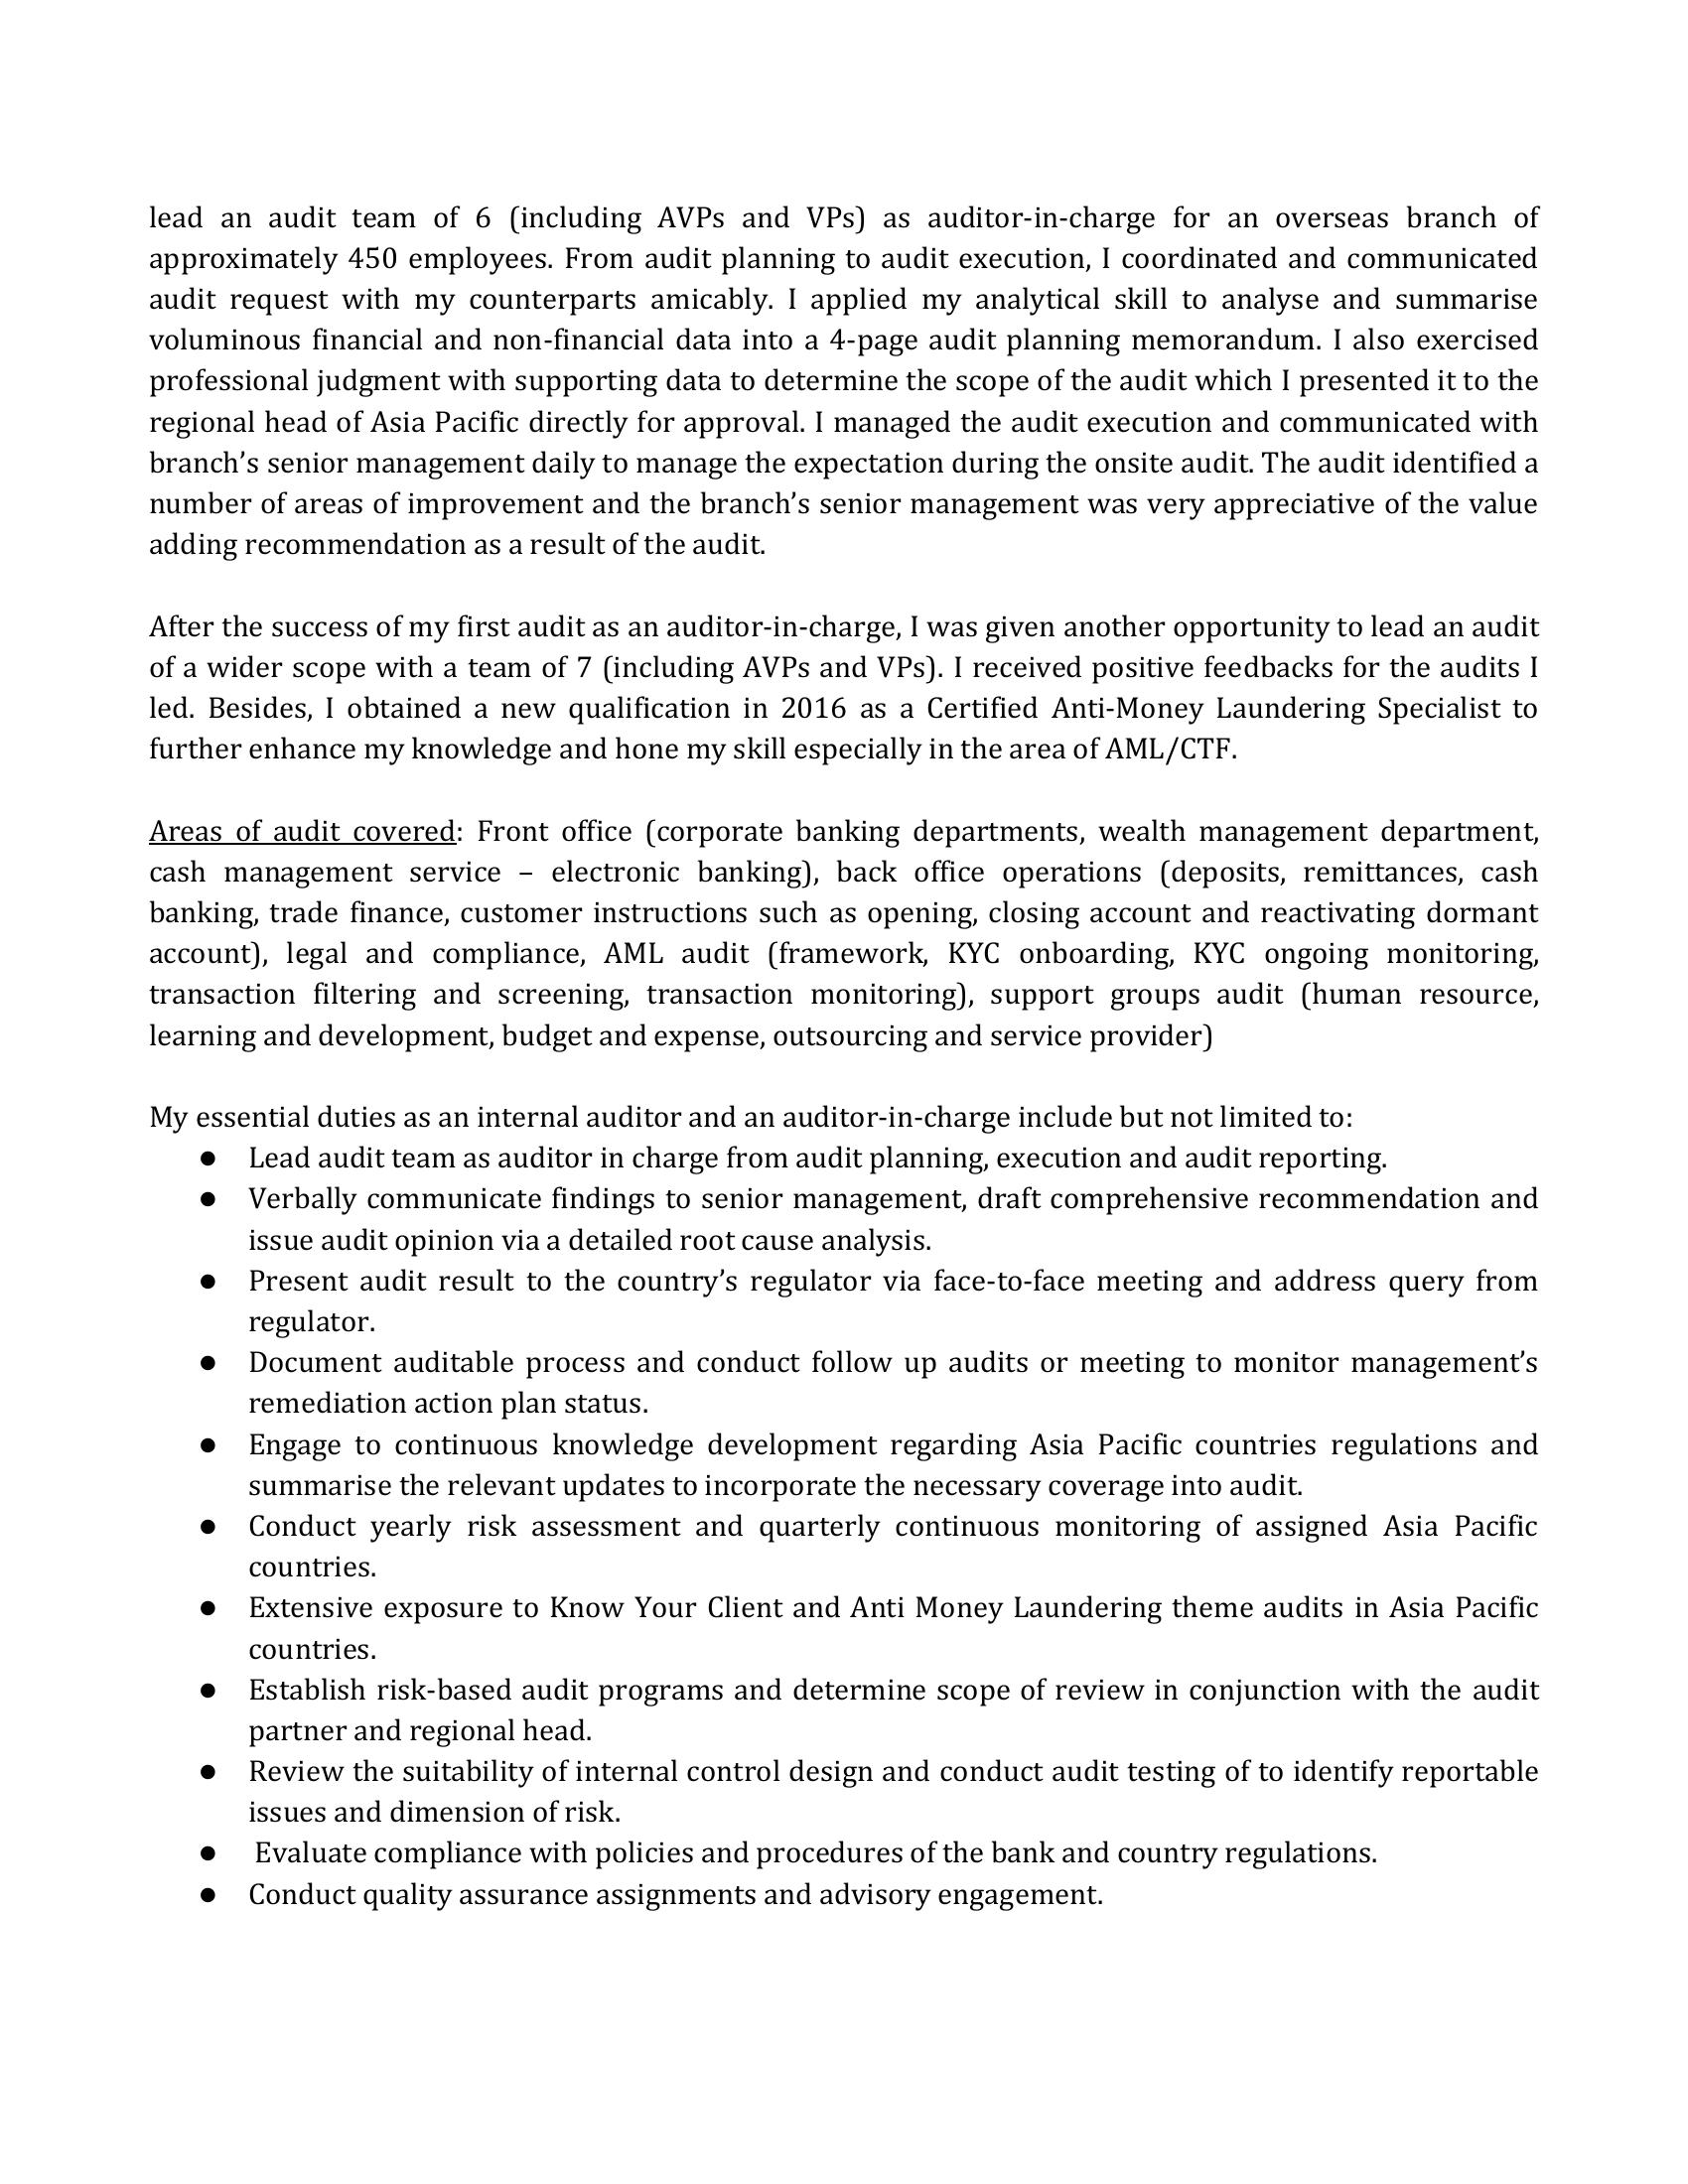 lead an audit team of 6 (including AVPs and VPs) as auditor-in-charge for an overseas branch of
approximately 450 employees. From audit planning to audit execution, I coordinated and communicated
audit request with my counterparts amicably. I applied my analytical skill to analyse and summarise
voluminous financial and non-financial data into a 4-page audit planning memorandum. I also exercised
professional judgment with supporting data to determine the scope of the audit which I presented it to the
regional head of Asia Pacific directly for approval. I managed the audit execution and communicated with
branch’s senior management daily to manage the expectation during the onsite audit. The audit identified a
number of areas of improvement and the branch’s senior management was very appreciative of the value
adding recommendation as a result of the audit.
After the success of my first audit as an auditor-in-charge, I was given another opportunity to lead an audit
of a wider scope with a team of 7 (including AVPs and VPs). I received positive feedbacks for the audits I
led. Besides, I obtained a new qualification in 2016 as a Certified Anti-Money Laundering Specialist to
further enhance my knowledge and hone my skill especially in the area of AML/CTF.
Areas of audit covered: Front office (corporate banking departments, wealth management department,
cash management service – electronic banking), back office operations (deposits, remittances, cash
banking, trade finance, customer instructions such as opening, closing account and reactivating dormant
account), legal and compliance, AML audit (framework, KYC onboarding, KYC ongoing monitoring,
transaction filtering and screening, transaction monitoring), support groups audit (human resource,
learning and development, budget and expense, outsourcing and service provider)
My essential duties as an internal auditor and an auditor-in-charge include but not limited to:
● Lead audit team as auditor in charge from audit planning, execution and audit reporting.
● Verbally communicate findings to senior management, draft comprehensive recommendation and
issue audit opinion via a detailed root cause analysis.
● Present audit result to the country’s regulator via face-to-face meeting and address query from
regulator.
● Document auditable process and conduct follow up audits or meeting to monitor management’s
remediation action plan status.
● Engage to continuous knowledge development regarding Asia Pacific countries regulations and
summarise the relevant updates to incorporate the necessary coverage into audit.
● Conduct yearly risk assessment and quarterly continuous monitoring of assigned Asia Pacific
countries.
● Extensive exposure to Know Your Client and Anti Money Laundering theme audits in Asia Pacific
countries.
● Establish risk-based audit programs and determine scope of review in conjunction with the audit
partner and regional head.
● Review the suitability of internal control design and conduct audit testing of to identify reportable
issues and dimension of risk.
● Evaluate compliance with policies and procedures of the bank and country regulations.
● Conduct quality assurance assignments and advisory engagement.